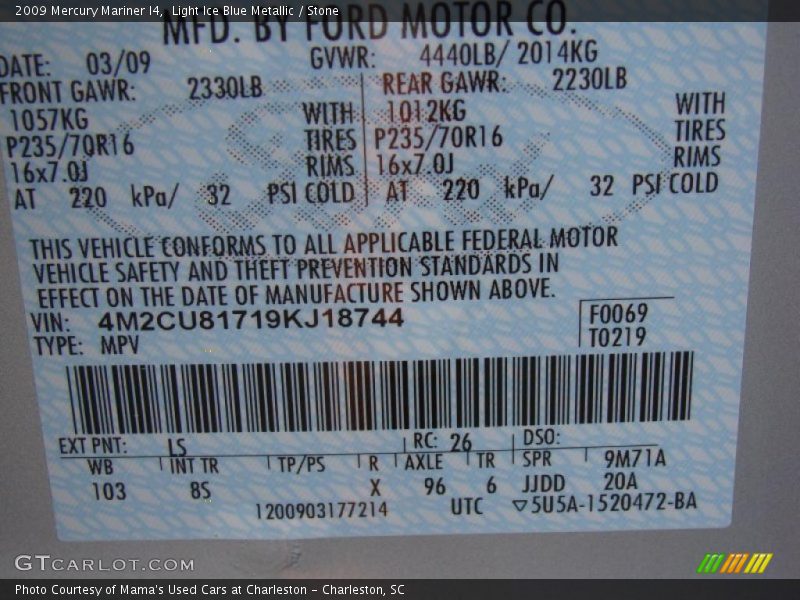 2009 Mercury Mariner I4, Light Ice Blue Metallic / Stone
MFD. BY FORD MOTOR CO.
DATE: 03/09 GVWR: 4440LB/ 2014KG
FRONT GAWR: 2330LB REAR GAWR: 2230LB
1057KG WITH 1012KG WITH
P235/70R16 TIRES P235/70R16 TIRES
16x7.0J RIMS 16x7.0J RIMS
AT 220 kPa/ 32 PSI COLD AT 220 kPa/ 32 PSI COLD
THIS VEHICLE CONFORMS TO ALL APPLICABLE FEDERAL MOTOR
VEHICLE SAFETY AND THEFT PREVENTION STANDARDS IN
EFFECT ON THE DATE OF MANUFACTURE SHOWN ABOVE.
VIN: 4M2CU81719KJ18744 F0069
TYPE: MPV T0219
EXT PNT: LS RC: 26 DSO:
WB INT TR TP/PS R AXLE TR SPR 9M71A
103 8S X 96 6 JJDD 20A
1200903177214 UTC ▽5U5A-1520472-BA
GTCARLOT.COM
Photo Courtesy of Mama's Used Cars at Charleston – Charleston, SC